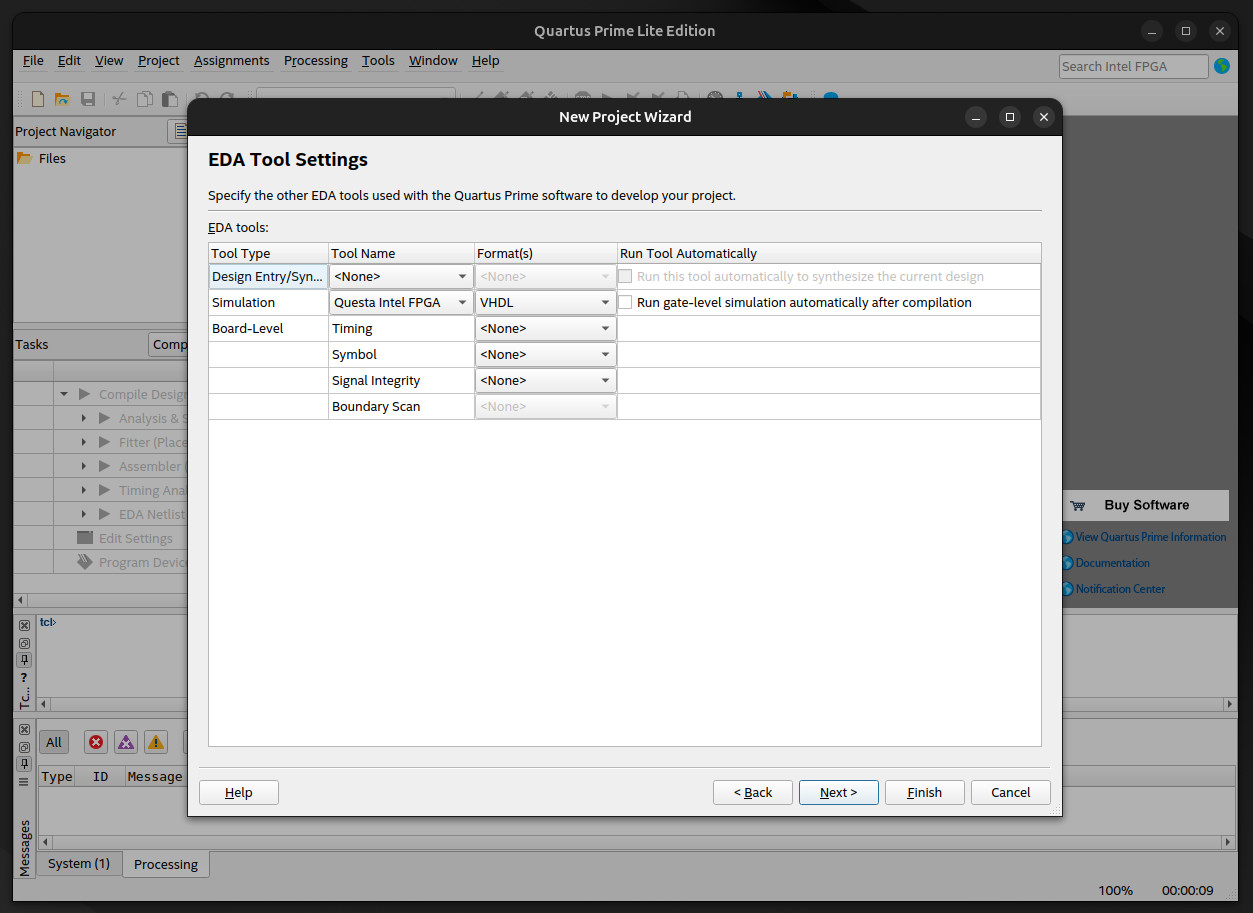 Quartus Prime Lite Edition
File Edit View Project Assignments Processing Tools Window Help
Search Intel FPGA
Project Navigator
Files
New Project Wizard
EDA Tool Settings
Specify the other EDA tools used with the Quartus Prime software to develop your project.
EDA tools:
Tool Type Tool Name Format(s) Run Tool Automatically
Design Entry/Syn... <None> <None> Run this tool automatically to synthesize the current design
Simulation Questa Intel FPGA VHDL Run gate-level simulation automatically after compilation
Board-Level Timing <None>
Symbol <None>
Signal Integrity <None>
Boundary Scan <None>
Tasks Comp
Compile Design
Analysis & S
Fitter (Place
Assembler (
Timing Ana
EDA Netlist
Edit Settings
Program Device
Buy Software
View Quartus Prime Information
Documentation
Notification Center
tcl>
Tc...
Help < Back Next > Finish Cancel
All
Type ID Message
Messages
System (1) Processing
100% 00:00:09